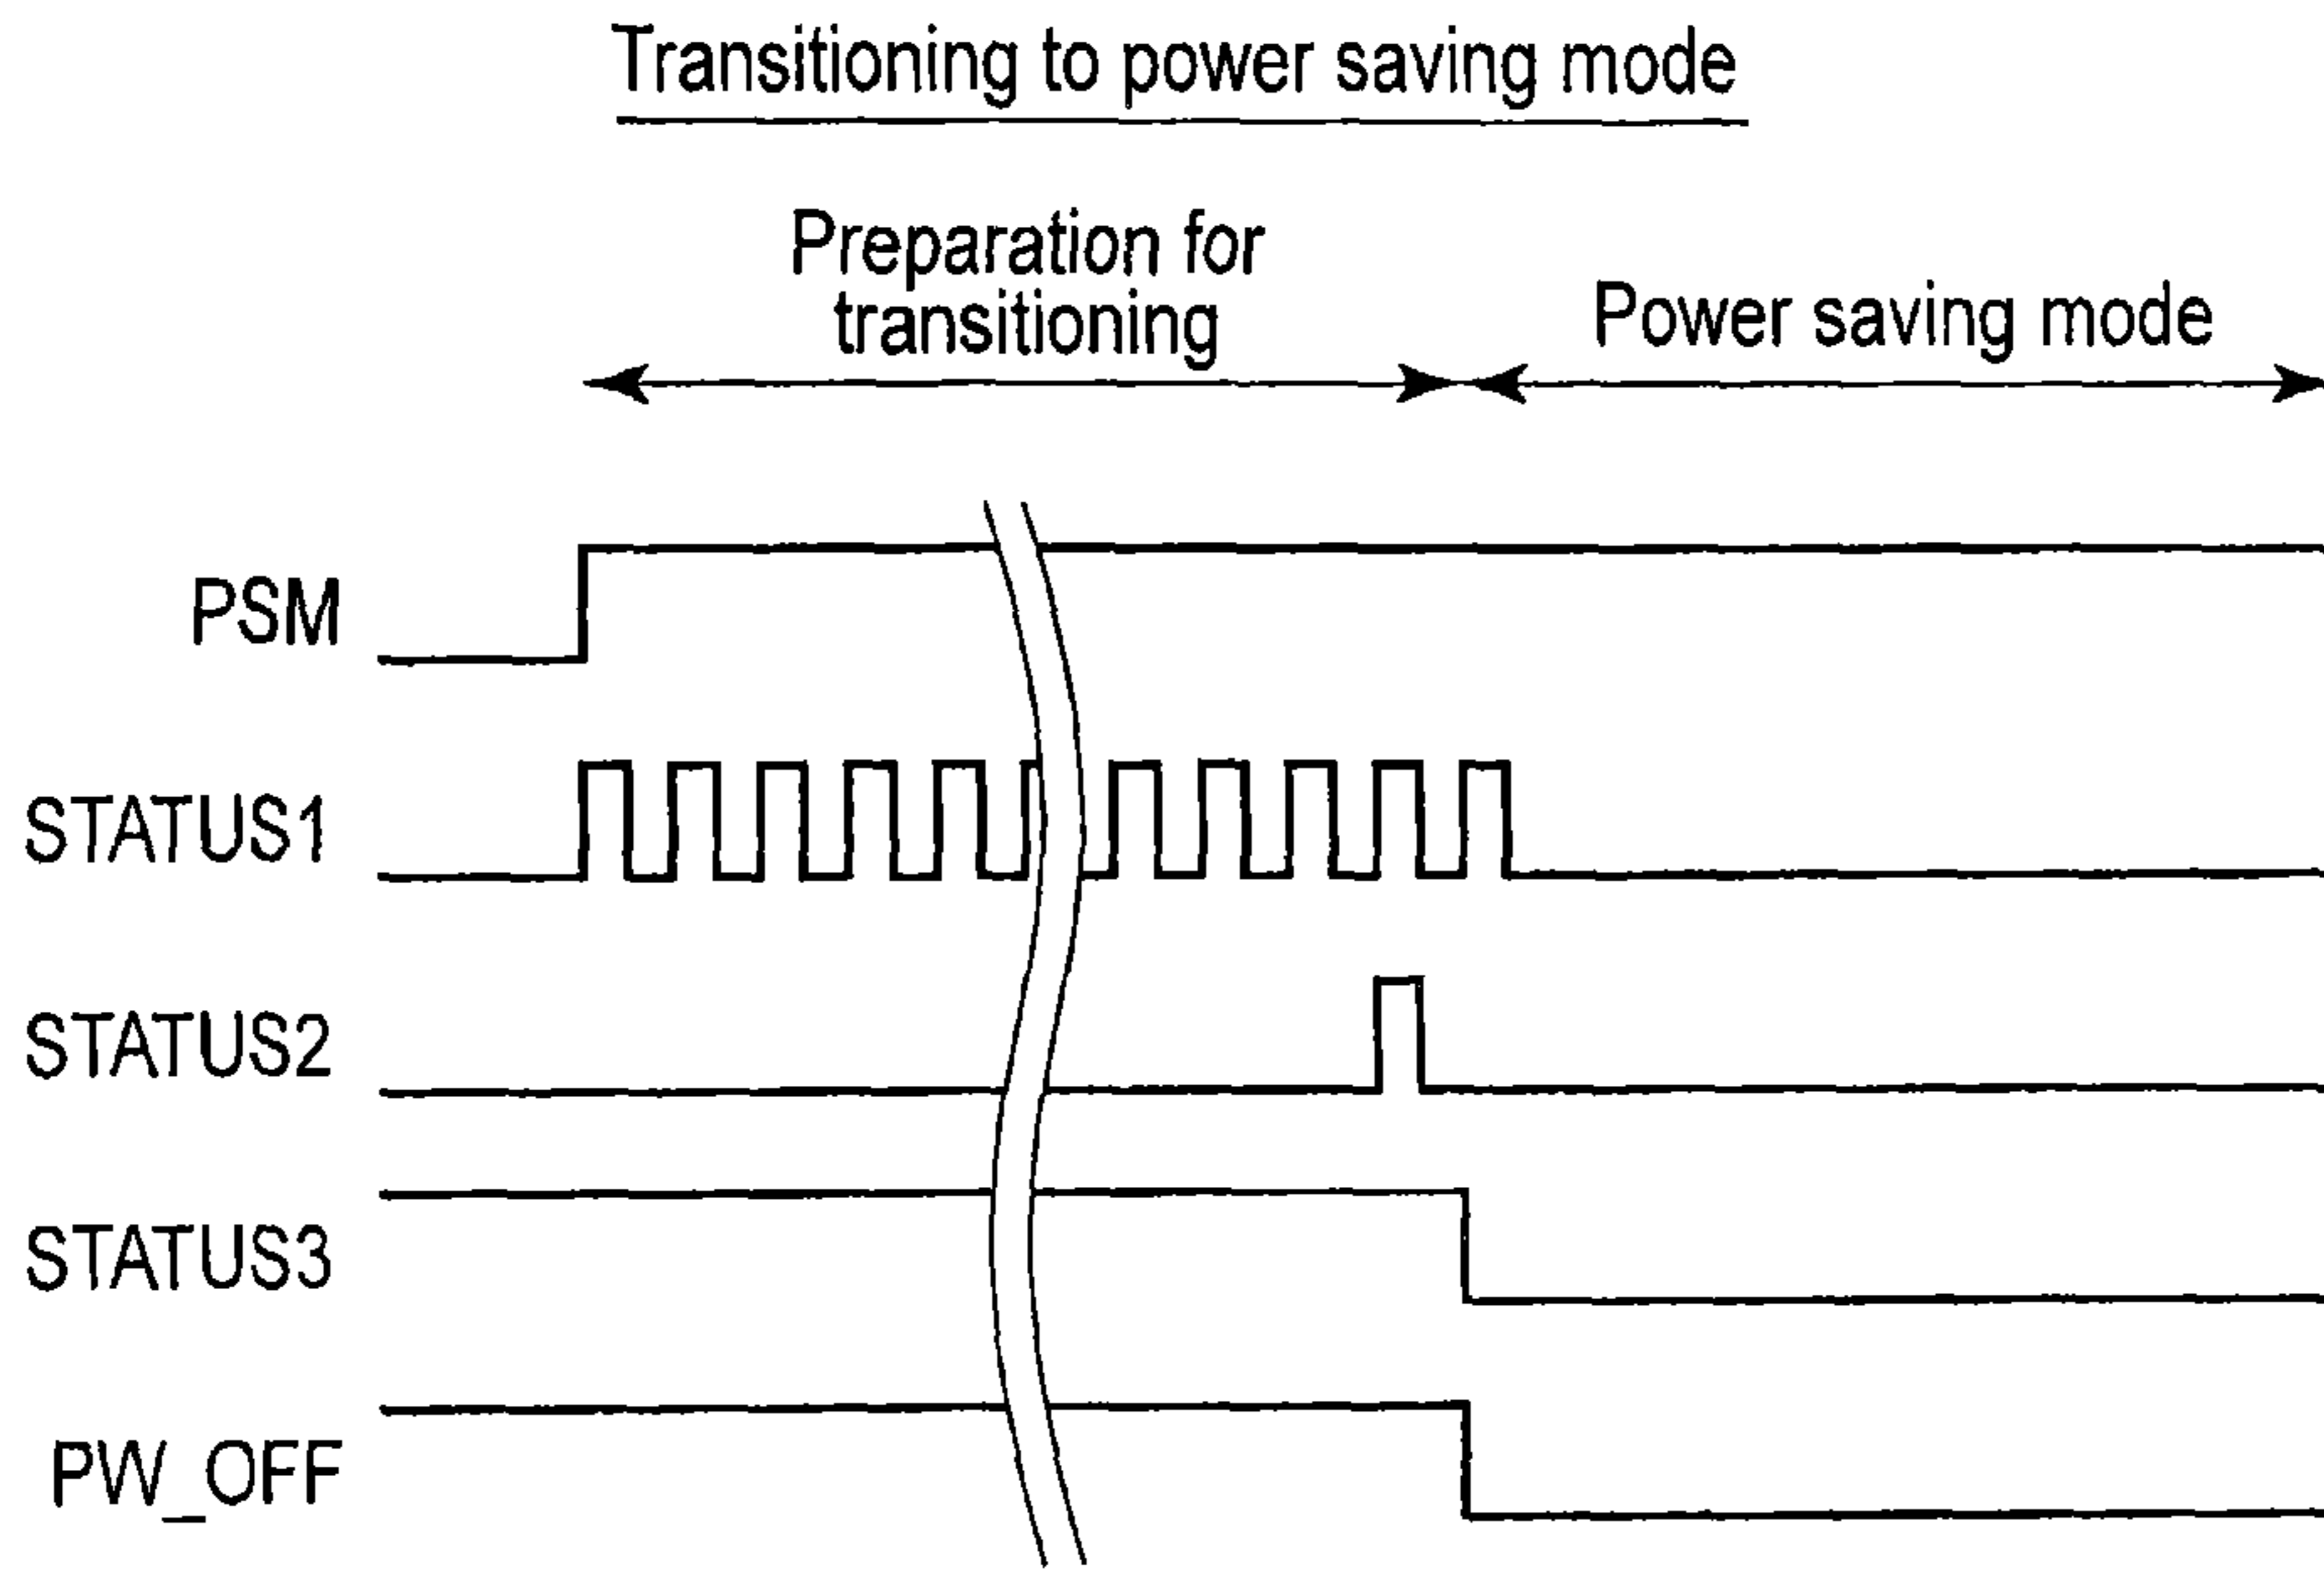 Transitioning to power saving mode
Preparation for
transitioning
Power saving mode
PSM
STATUS1
STATUS2
STATUS3
PW_OFF